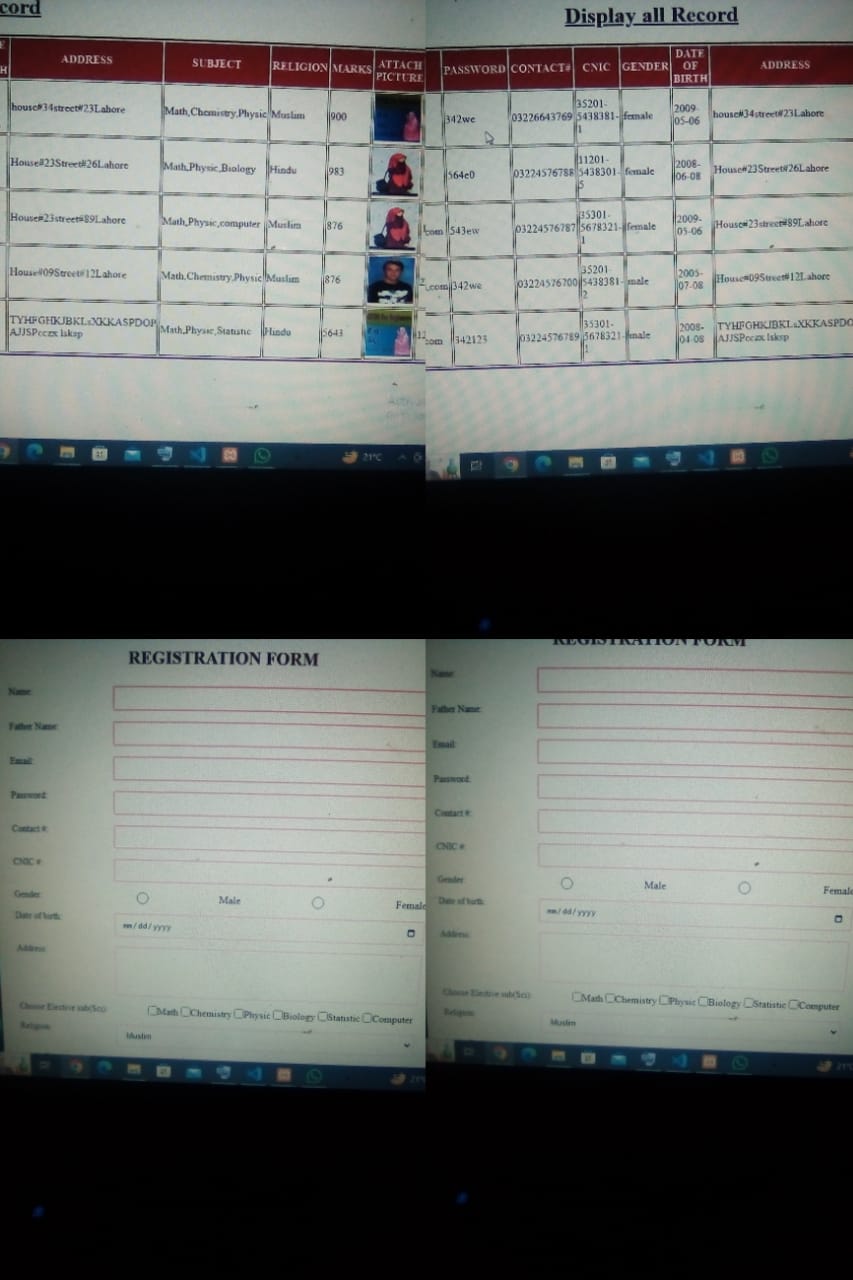 cord
ADDRESS SUBJECT RELIGION MARKS ATTACH PICTURE
house#34street#23Lahore Math,Chemistry,Physic Muslim 900
House#23Street#26Lahore Math,Physic,Biology Hindu 983
House#23street#89Lahore Math,Physic,computer Muslim 876
House#09Street#12Lahore Math,Chemistry,Physic Muslim 876
Math,Physic,Statistic Hindu 5643
21°C
Display all Record
PASSWORD CONTACT# CNIC GENDER DATE OF BIRTH ADDRESS
342we 03226643769 35201-5438381-1 female 2009-05-06 house#34street#23Lahore
564e0 03224576788 11201-5438301-5 female 2008-06-08 House#23Street#26Lahore
com 543ew 03224576787 35301-5678321-1 female 2009-05-06 House#23street#89Lahore
.com 342we 03224576700 35201-5438381-2 male 2005-07-08 House#09Street#12Lahore
com 342123 03224576789 35301-5678321-1 male 2008-04-08
REGISTRATION FORM
Name:
Father Name:
Email:
Password:
Contact #:
CNIC #:
Gender: Male Female
Date of birth: mm/dd/yyyy
Address:
Choose Elective sub(Sci): Math Chemistry Physic Biology Statistic Computer
Religion: Muslim
REGISTRATION FORM
Name:
Father Name:
Email:
Password:
Contact #:
CNIC #:
Gender: Male Female
Date of birth: mm/dd/yyyy
Address:
Choose Elective sub(Sci): Math Chemistry Physic Biology Statistic Computer
Religion: Muslim